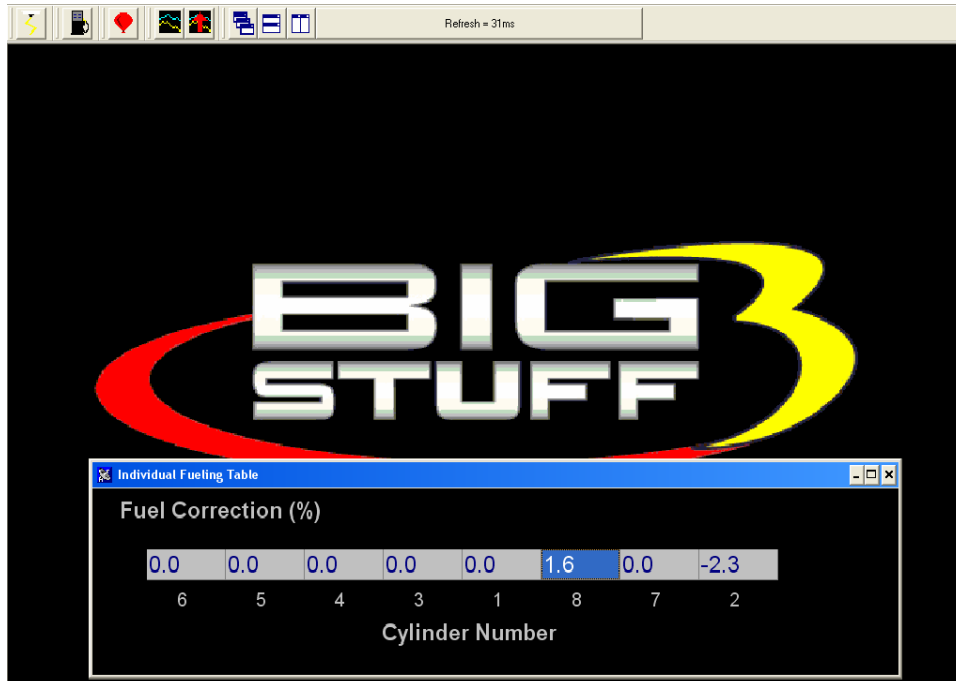 Refresh = 31ms
BIG
STUFF 3
Individual Fueling Table
Fuel Correction (%)
0.0 0.0 0.0 0.0 0.0 1.6 0.0 -2.3
6 5 4 3 1 8 7 2
Cylinder Number